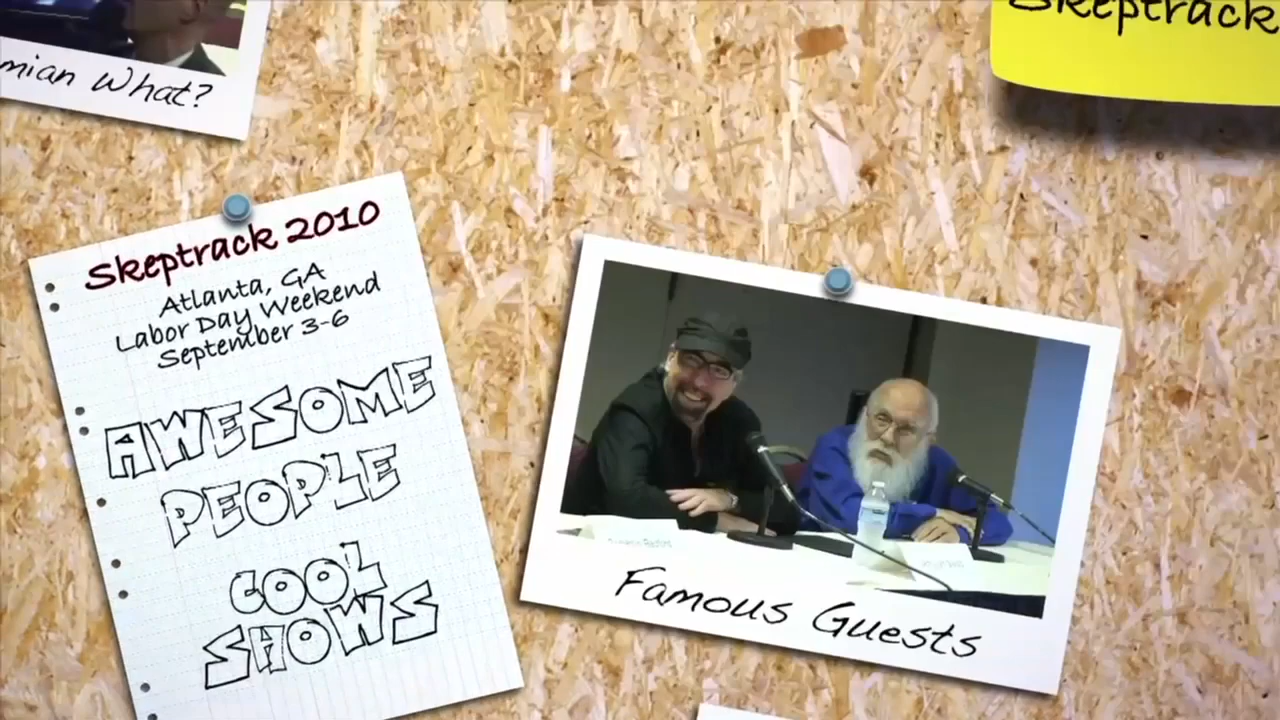 mian What?
Skeptrack
Skeptrack 2010
Atlanta, GA
Labor Day Weekend
September 3-6
AWESOME
PEOPLE
COOL
SHOWS
Famous Guests